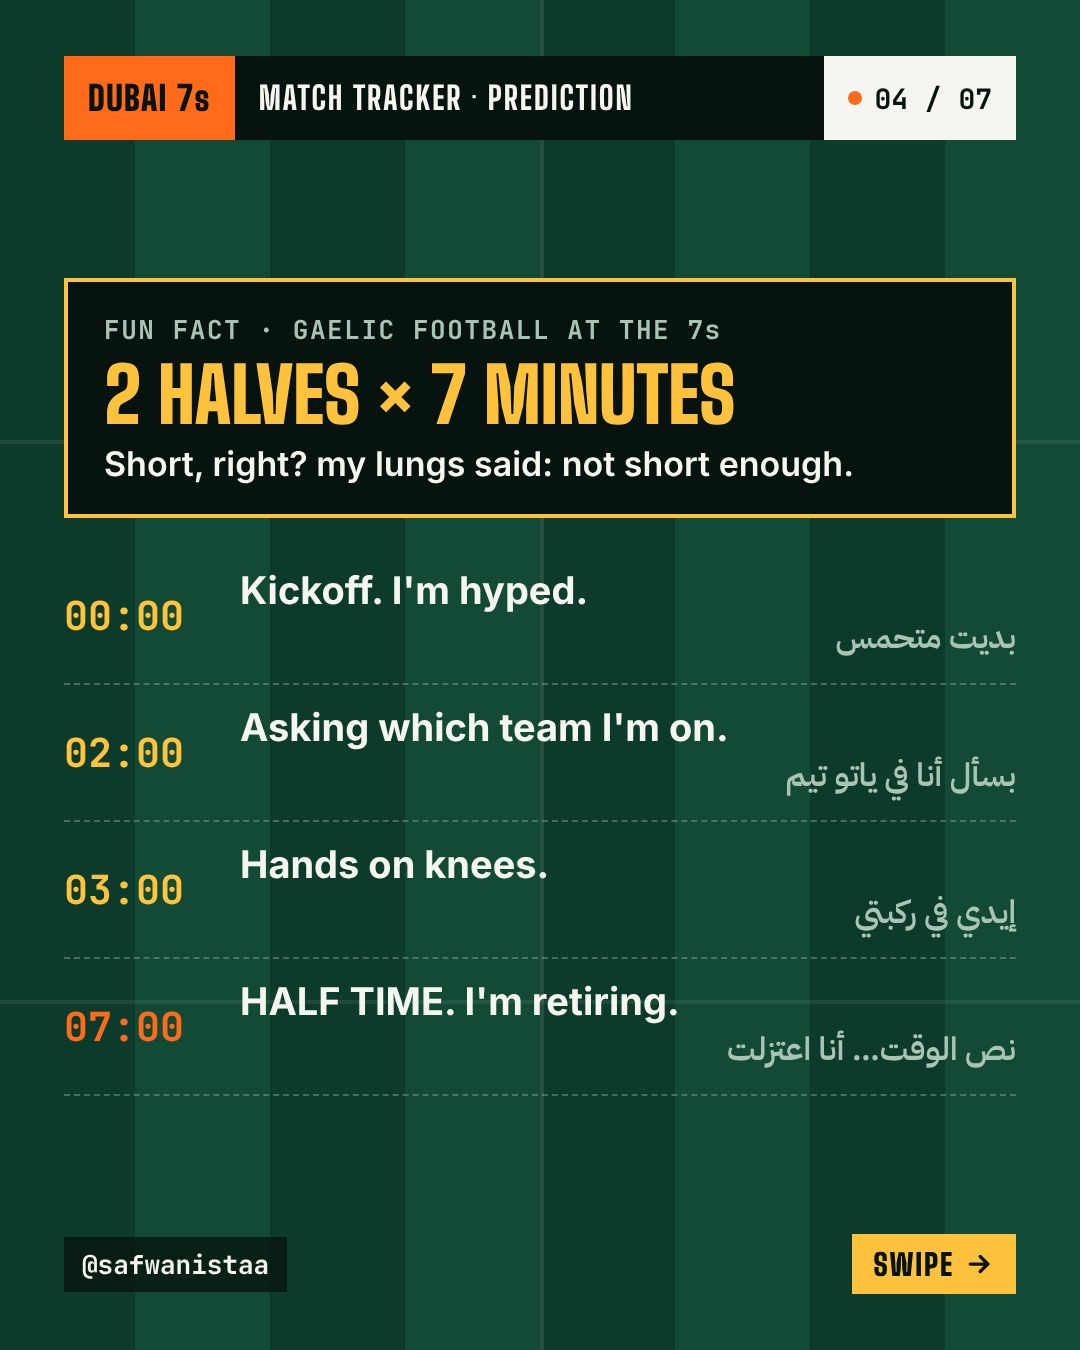 DUBAI 7s
MATCH TRACKER · PREDICTION
04 / 07
FUN FACT · GAELIC FOOTBALL AT THE 7s
2 HALVES × 7 MINUTES
Short, right? my lungs said: not short enough.
00:00
Kickoff. I'm hyped.
بديت متحمس
02:00
Asking which team I'm on.
بسأل أنا في ياتو تيم
03:00
Hands on knees.
إيدي في ركبتي
07:00
HALF TIME. I'm retiring.
نص الوقت... أنا اعتزلت
@safwanistaa
SWIPE →